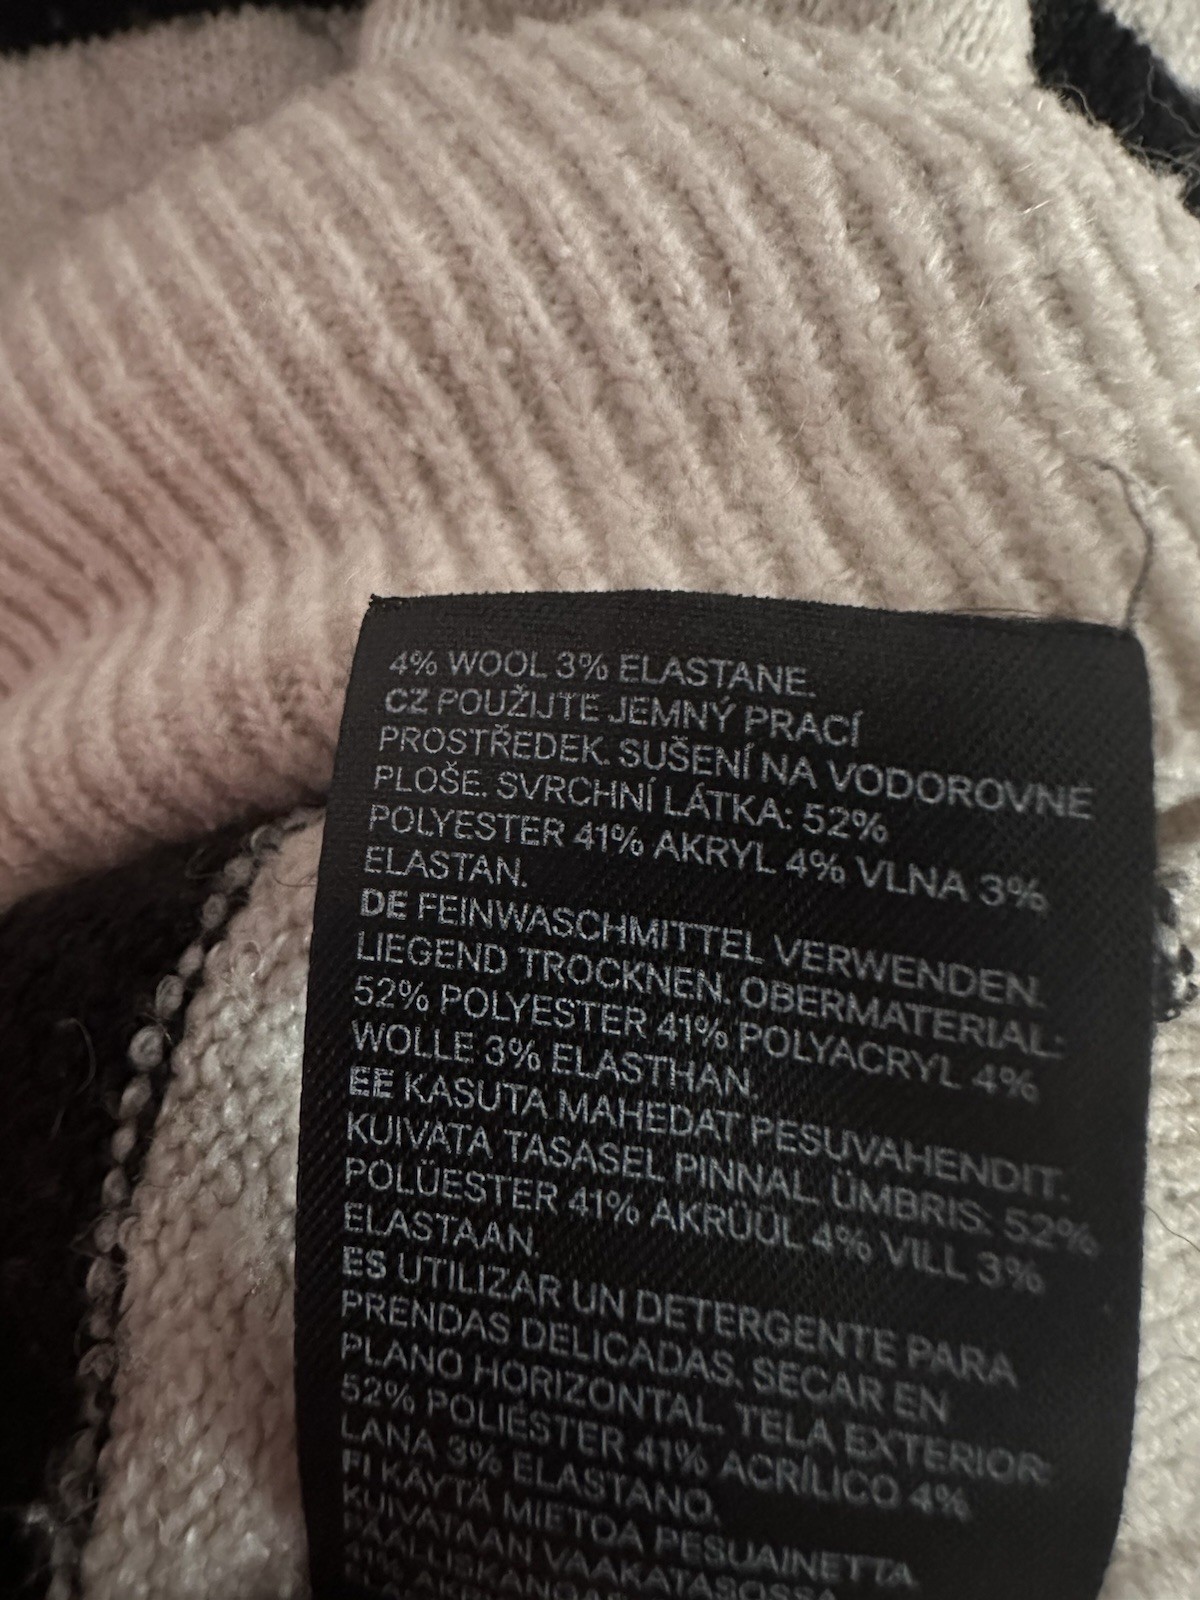 4% WOOL 3% ELASTANE.
CZ POUŽIJTE JEMNÝ PRACÍ
PROSTŘEDEK. SUŠENÍ NA VODOROVNÉ
PLOŠE. SVRCHNÍ LÁTKA: 52%
POLYESTER 41% AKRYL 4% VLNA 3%
ELASTAN.
DE FEINWASCHMITTEL VERWENDEN.
LIEGEND TROCKNEN. OBERMATERIAL:
52% POLYESTER 41% POLYACRYL 4%
WOLLE 3% ELASTHAN.
EE KASUTA MAHEDAT PESUVAHENDIT.
KUIVATA TASASEL PINNAL. ÜMBRIS: 52%
POLÜESTER 41% AKRÜÜL 4% VILL 3%
ELASTAAN.
ES UTILIZAR UN DETERGENTE PARA
PRENDAS DELICADAS. SECAR EN
PLANO HORIZONTAL. TELA EXTERIOR:
52% POLIÉSTER 41% ACRÍLICO 4%
LANA 3% ELASTANO.
FI KÄYTÄ MIETOA PESUAINETTA
KUIVATAAN VAAKATASOSSA